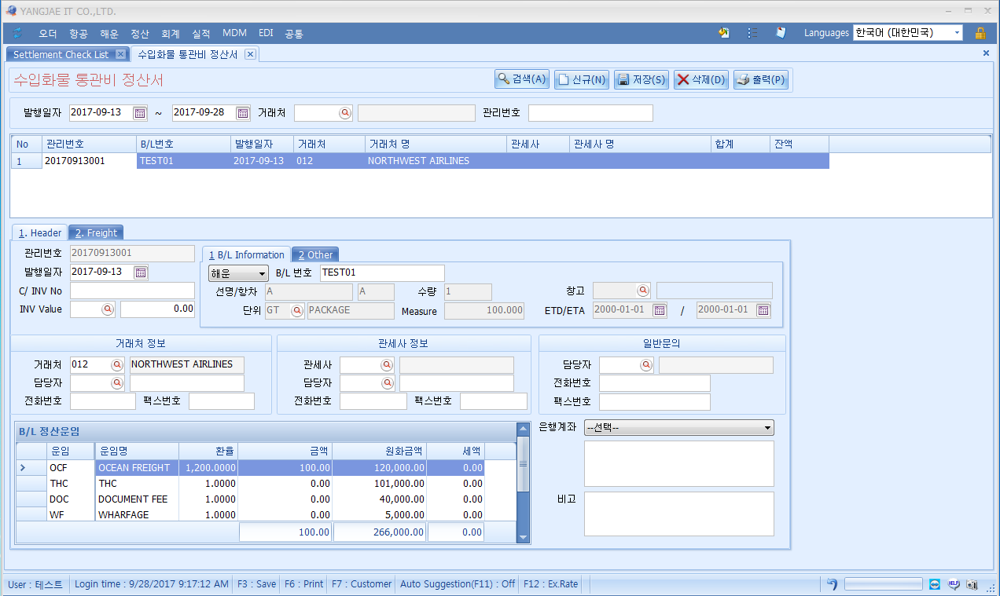 YANGJAE IT CO.,LTD.
오더 항공 해운 정산 회계 실적 MDM EDI 공통 Languages 한국어 (대한민국)
Settlement Check List 수입화물 통관비 정산서
수입화물 통관비 정산서 검색(A) 신규(N) 저장(S) 삭제(D) 출력(P)
발행일자 2017-09-13 ~ 2017-09-28 거래처 관리번호
No 관리번호 B/L번호 발행일자 거래처 거래처 명 관세사 관세사 명 합계 잔액
1 20170913001 TEST01 2017-09-13 012 NORTHWEST AIRLINES
1. Header 2. Freight
관리번호 20170913001 1 B/L Information 2 Other
발행일자 2017-09-13 해운 B/L 번호 TEST01
C/ INV No 선명/항차 A A 수량 1 창고
INV Value 0.00 단위 GT PACKAGE Measure 100.000 ETD/ETA 2000-01-01 / 2000-01-01
거래처 정보 관세사 정보 일반문의
거래처 012 NORTHWEST AIRLINES 관세사 담당자
담당자 담당자 전화번호
전화번호 팩스번호 전화번호 팩스번호 팩스번호
B/L 정산운임 은행계좌 --선택--
운임 운임명 환율 금액 원화금액 세액
OCF OCEAN FREIGHT 1,200.0000 100.00 120,000.00 0.00
THC THC 1.0000 0.00 101,000.00 0.00
DOC DOCUMENT FEE 1.0000 0.00 40,000.00 0.00 비고
WF WHARFAGE 1.0000 0.00 5,000.00 0.00
100.00 266,000.00 0.00
User : 테스트 Login time : 9/28/2017 9:17:12 AM F3 : Save F6 : Print F7 : Customer Auto Suggestion(F11) : Off F12 : Ex.Rate HELP